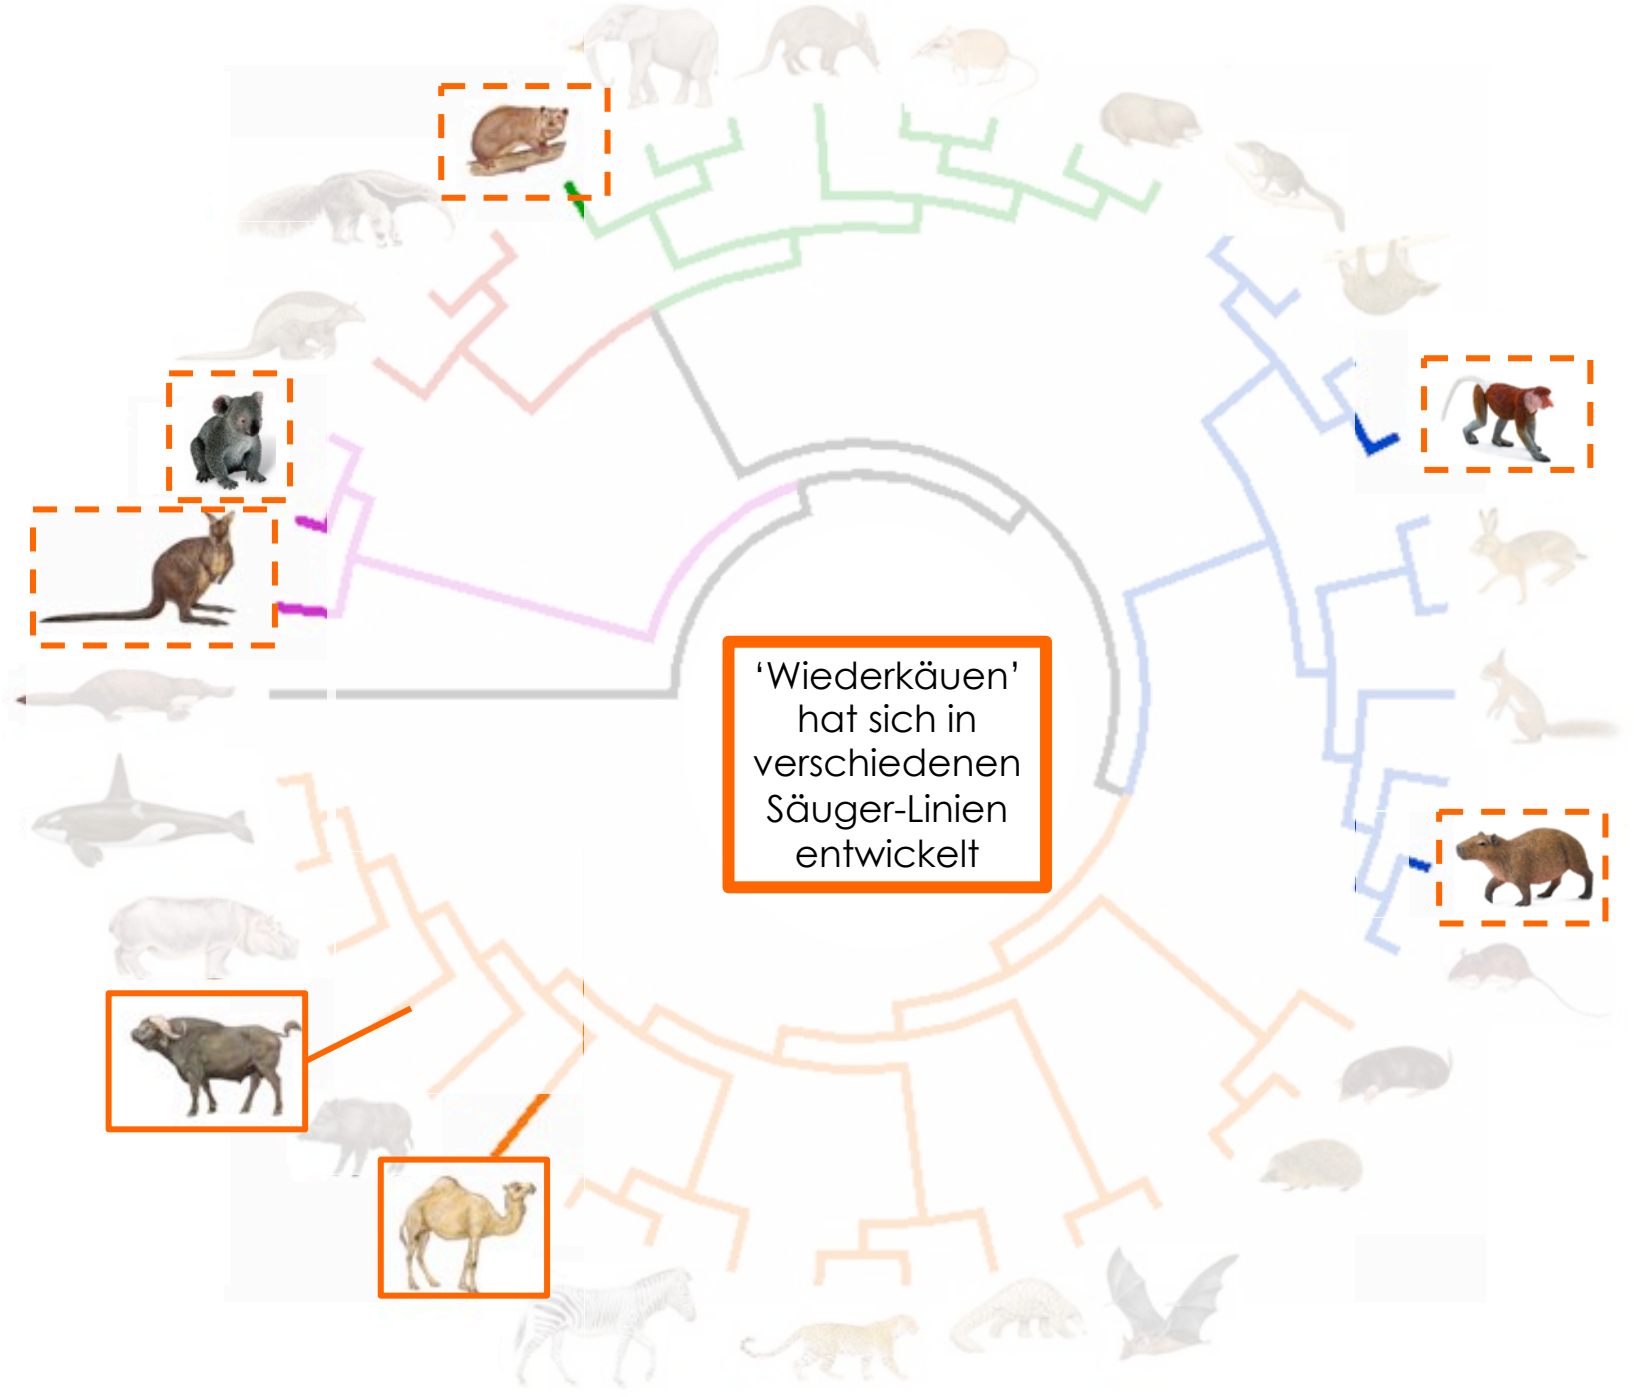 ‘Wiederkäuen’
hat sich in
verschiedenen
Säuger-Linien
entwickelt